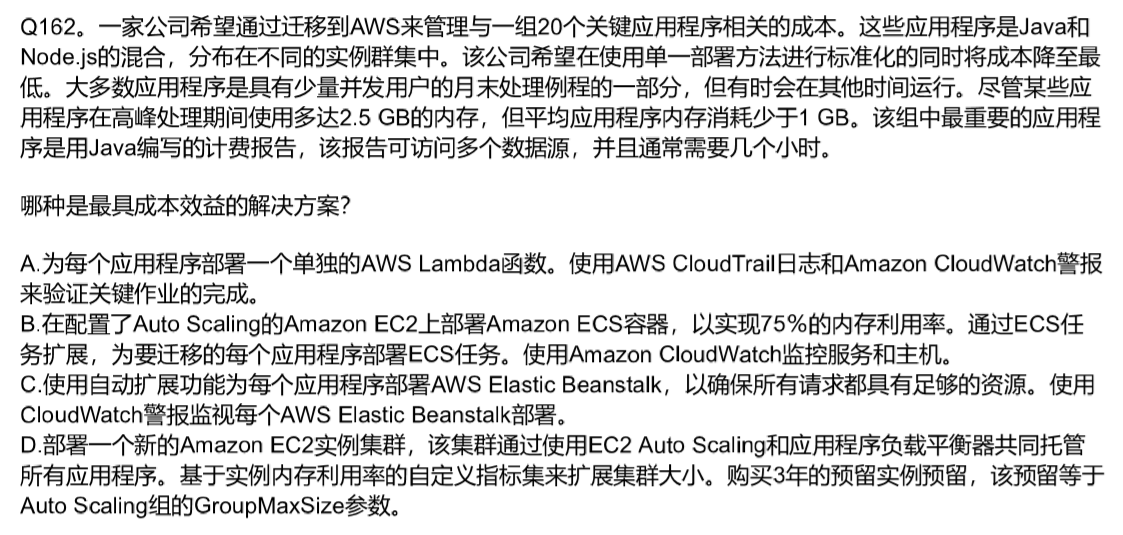 Q162。一家公司希望通过迁移到AWS来管理与一组20个关键应用程序相关的成本。这些应用程序是Java和
Node.js的混合，分布在不同的实例群集中。该公司希望在使用单一部署方法进行标准化的同时将成本降至最
低。大多数应用程序是具有少量并发用户的月末处理例程的一部分，但有时会在其他时间运行。尽管某些应
用程序在高峰处理期间使用多达2.5 GB的内存，但平均应用程序内存消耗少于1 GB。该组中最重要的应用程
序是用Java编写的计费报告，该报告可访问多个数据源，并且通常需要几个小时。
哪种是最具成本效益的解决方案？
A.为每个应用程序部署一个单独的AWS Lambda函数。使用AWS CloudTrail日志和Amazon CloudWatch警报
来验证关键作业的完成。
B.在配置了Auto Scaling的Amazon EC2上部署Amazon ECS容器，以实现75%的内存利用率。通过ECS任
务扩展，为要迁移的每个应用程序部署ECS任务。使用Amazon CloudWatch监控服务和主机。
C.使用自动扩展功能为每个应用程序部署AWS Elastic Beanstalk，以确保所有请求都具有足够的资源。使用
CloudWatch警报监视每个AWS Elastic Beanstalk部署。
D.部署一个新的Amazon EC2实例集群，该集群通过使用EC2 Auto Scaling和应用程序负载平衡器共同托管
所有应用程序。基于实例内存利用率的自定义指标集来扩展集群大小。购买3年的预留实例预留，该预留等于
Auto Scaling组的GroupMaxSize参数。